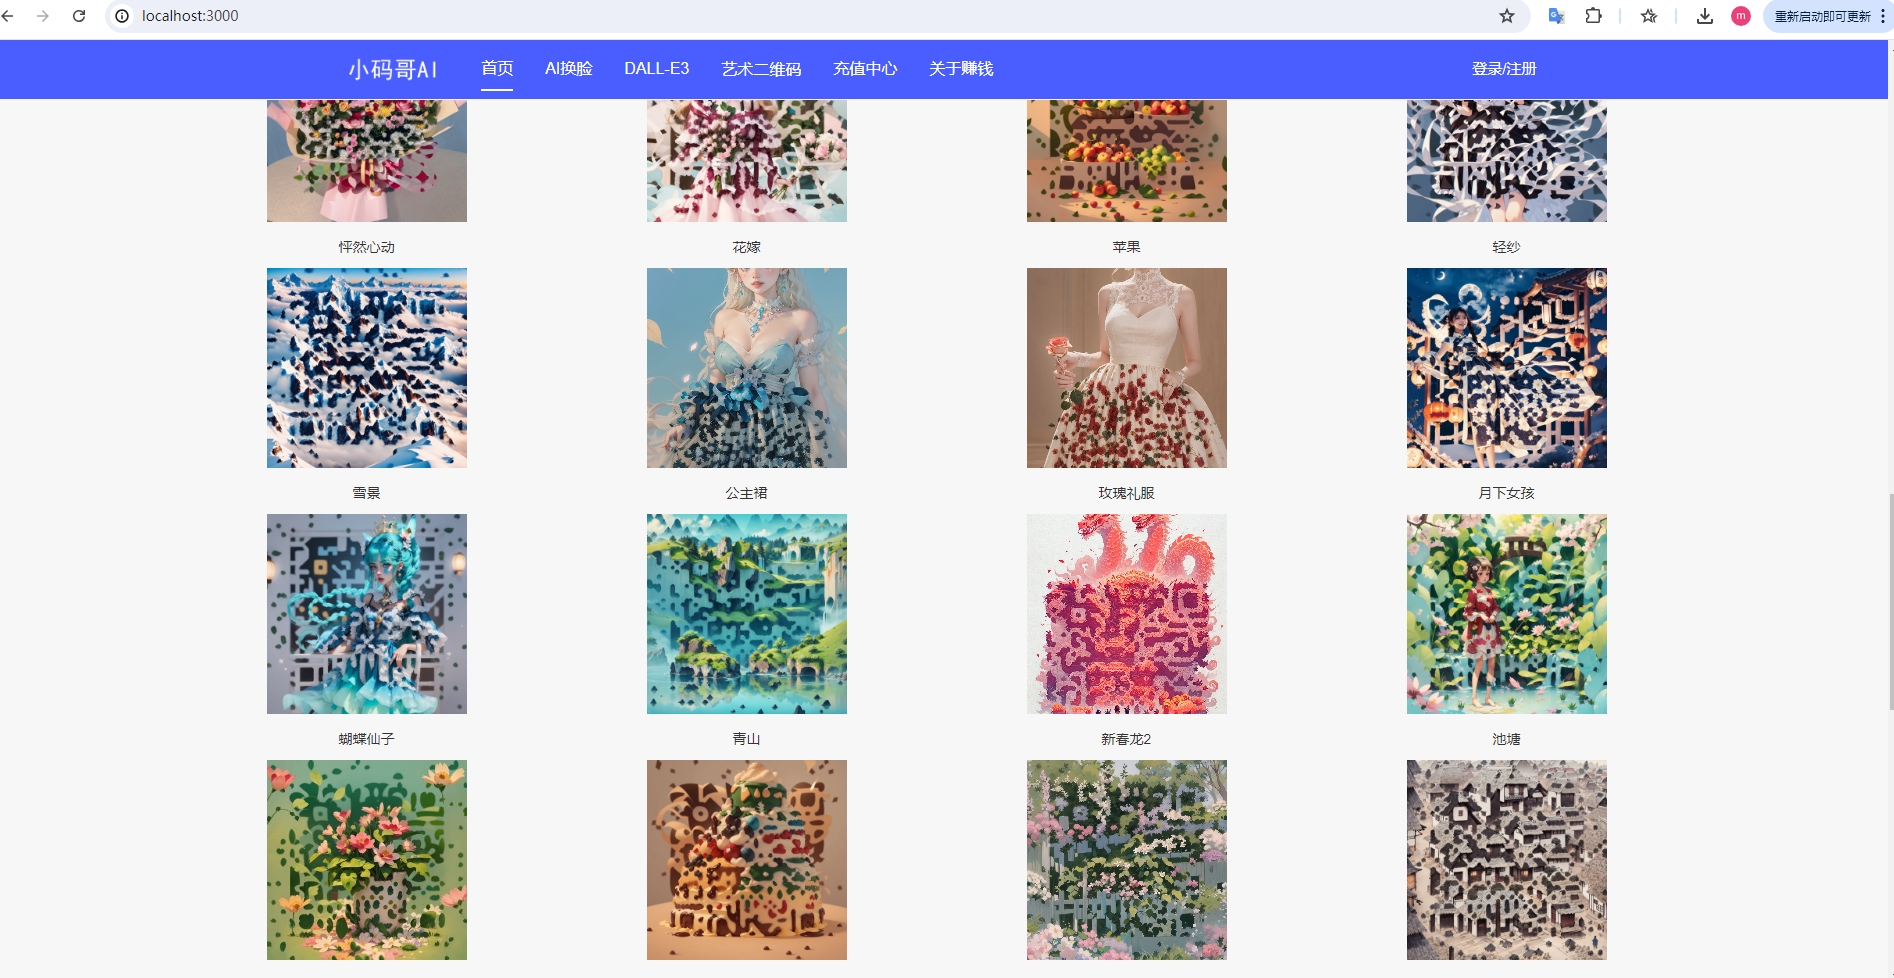 localhost:3000
重新启动即可更新
m
小码哥AI
首页
AI换脸
DALL-E3
艺术二维码
充值中心
关于赚钱
登录/注册
怦然心动
花嫁
苹果
轻纱
雪景
公主裙
玫瑰礼服
月下女孩
蝴蝶仙子
青山
新春龙2
池塘